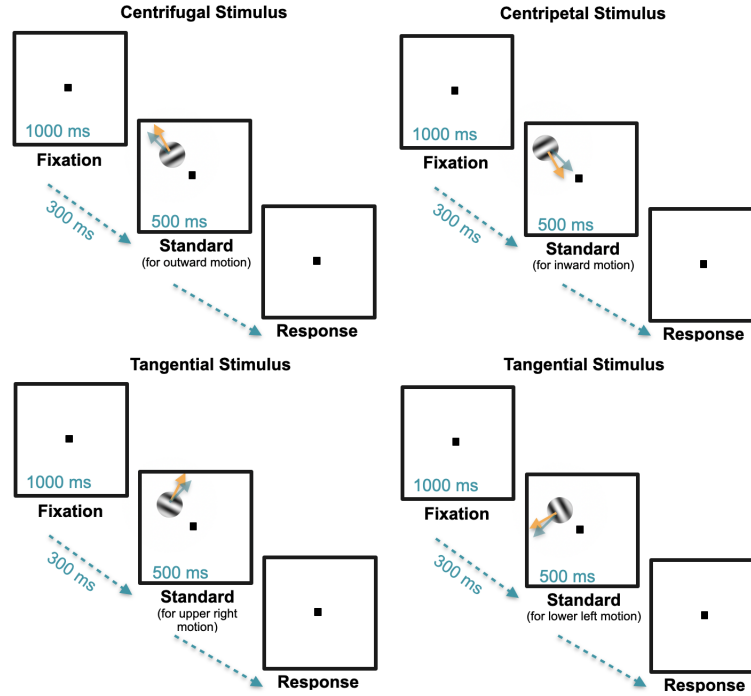 Centrifugal Stimulus
1000 ms
Fixation
300 ms
500 ms
Standard
(for outward motion)
Response
Centripetal Stimulus
1000 ms
Fixation
300 ms
500 ms
Standard
(for inward motion)
Response
Tangential Stimulus
1000 ms
Fixation
300 ms
500 ms
Standard
(for upper right
motion)
Response
Tangential Stimulus
1000 ms
Fixation
300 ms
500 ms
Standard
(for lower left motion)
Response